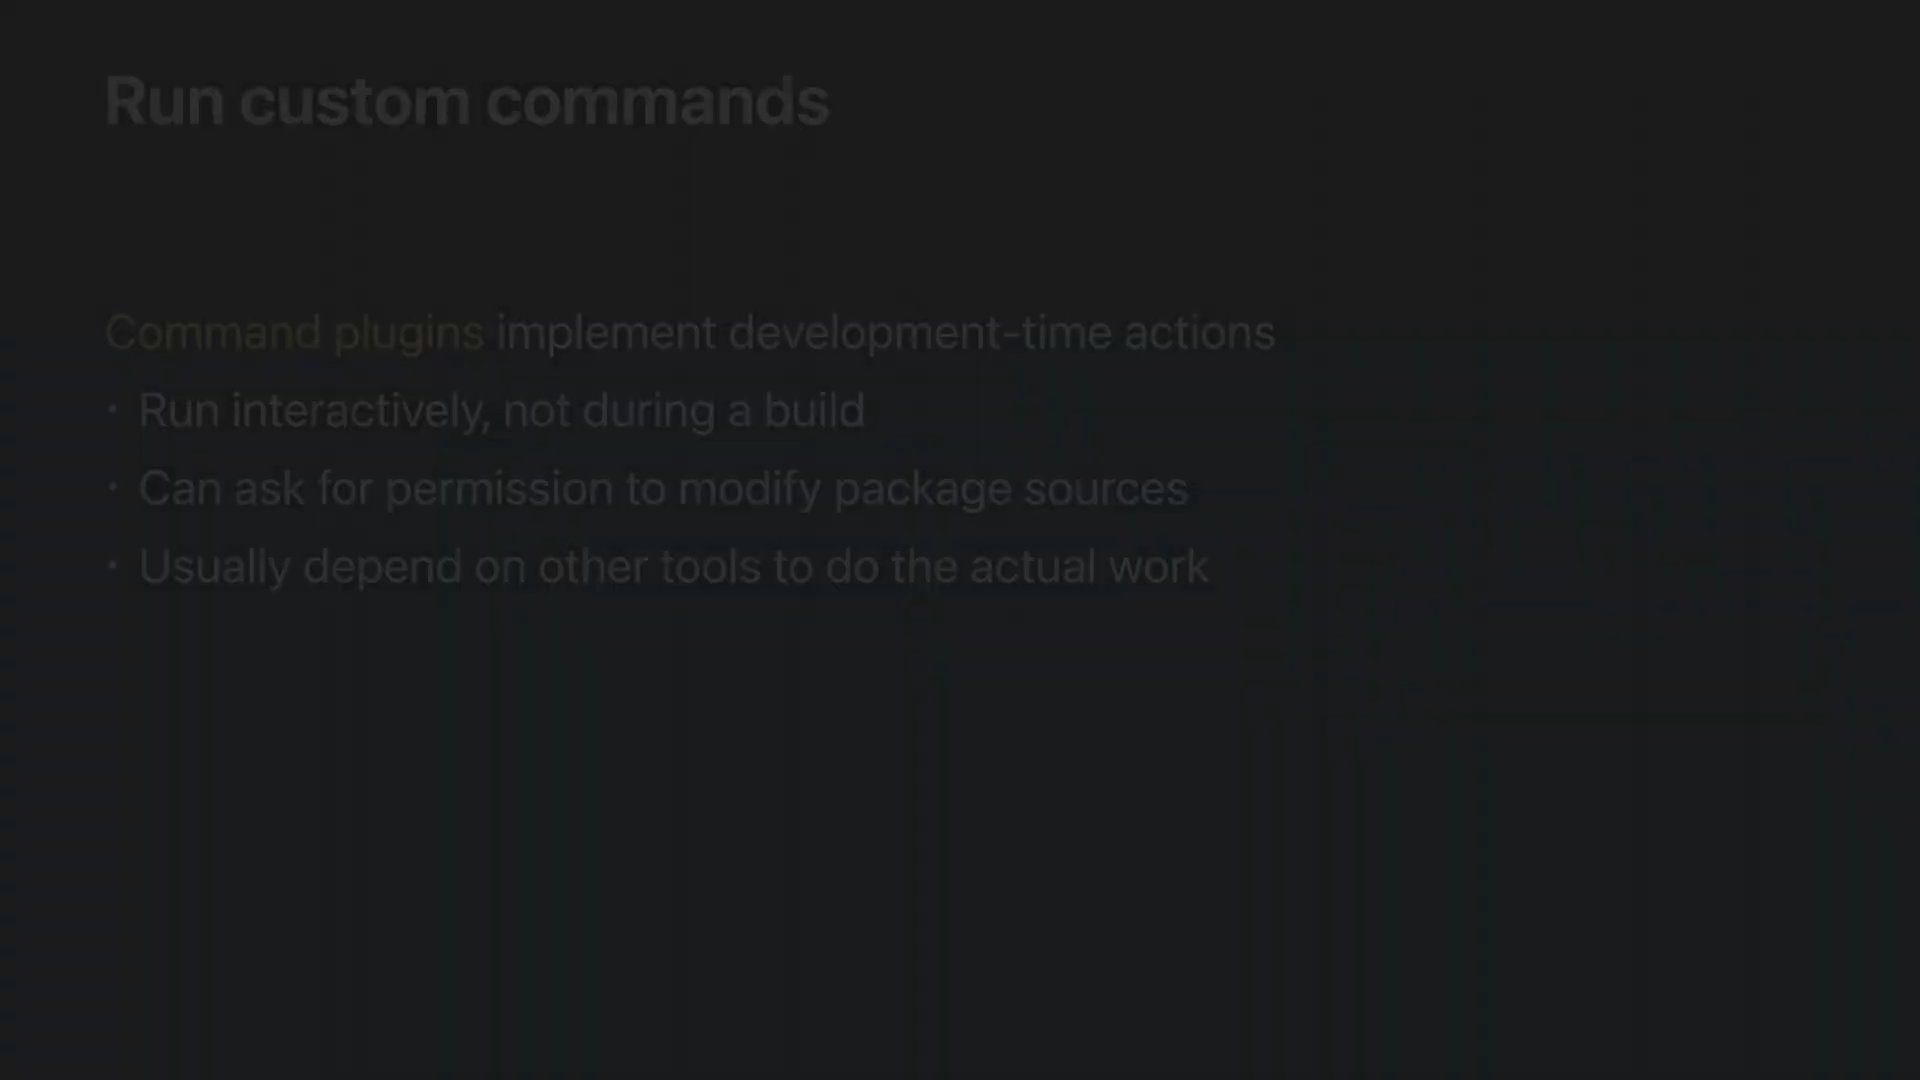 Run custom commands
Command plugins implement development-time actions
• Run interactively, not during a build
• Can ask for permission to modify package sources
• Usually depend on other tools to do the actual work